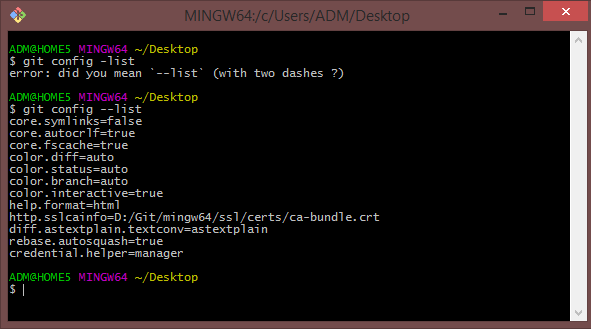 MINGW64:/c/Users/ADM/Desktop
ADM@HOME5 MINGW64 ~/Desktop
$ git config -list
error: did you mean `--list` (with two dashes ?)
ADM@HOME5 MINGW64 ~/Desktop
$ git config --list
core.symlinks=false
core.autocrlf=true
core.fscache=true
color.diff=auto
color.status=auto
color.branch=auto
color.interactive=true
help.format=html
http.sslcainfo=D:/Git/mingw64/ssl/certs/ca-bundle.crt
diff.astextplain.textconv=astextplain
rebase.autosquash=true
credential.helper=manager
ADM@HOME5 MINGW64 ~/Desktop
$